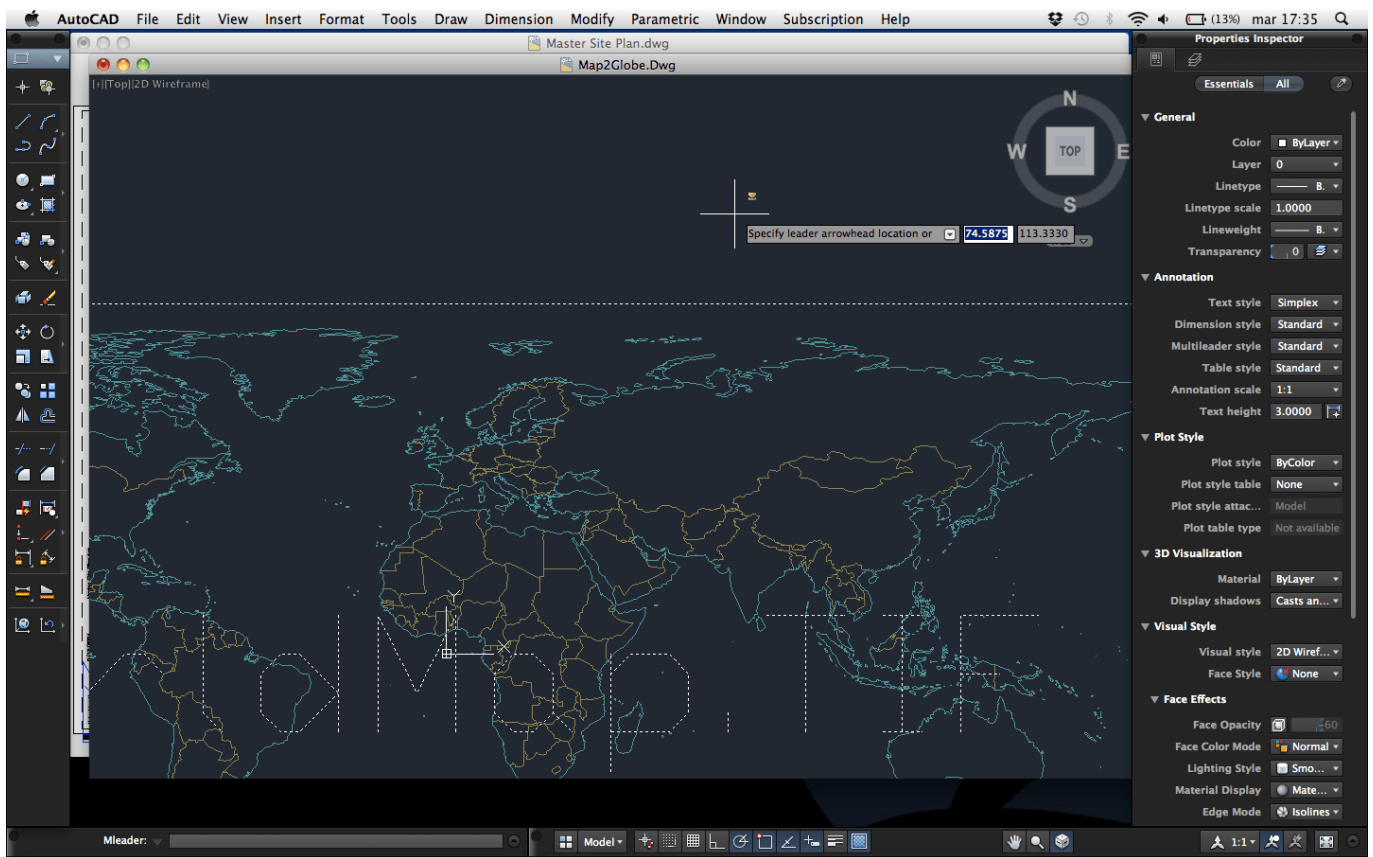 AutoCAD File Edit View Insert Format Tools Draw Dimension Modify Parametric Window Subscription Help (13%) mar 17:35
Master Site Plan.dwg
Map2Globe.Dwg
Properties Inspector
[+][Top][2D Wireframe]
Essentials All
N
W TOP E
S
Specify leader arrowhead location or 74.5875 113.3330
General
Color ByLayer
Layer 0
Linetype B.
Linetype scale 1.0000
Lineweight B.
Transparency 0
Annotation
Text style Simplex
Dimension style Standard
Multileader style Standard
Table style Standard
Annotation scale 1:1
Text height 3.0000
Plot Style
Plot style ByColor
Plot style table None
Plot style attac... Model
Plot table type Not available
3D Visualization
Material ByLayer
Display shadows Casts an...
Visual Style
Visual style 2D Wiref...
Face Style None
Face Effects
Face Opacity -60
Face Color Mode Normal
Lighting Style Smo...
Material Display Mate...
Edge Mode Isolines
Y
X
ldMap.TIF
Mleader:
Model
1:1